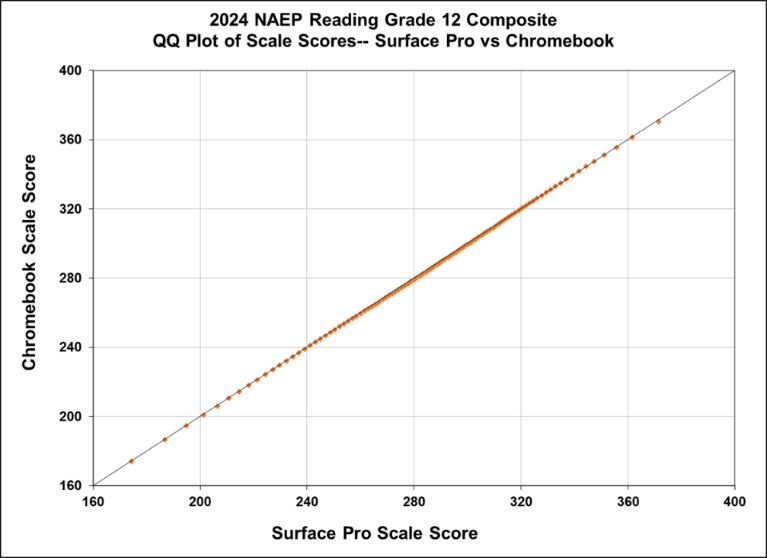 2024 NAEP Reading Grade 12 Composite
QQ Plot of Scale Scores-- Surface Pro vs Chromebook
Chromebook Scale Score
400
360
320
280
240
200
160
160 200 240 280 320 360 400
Surface Pro Scale Score